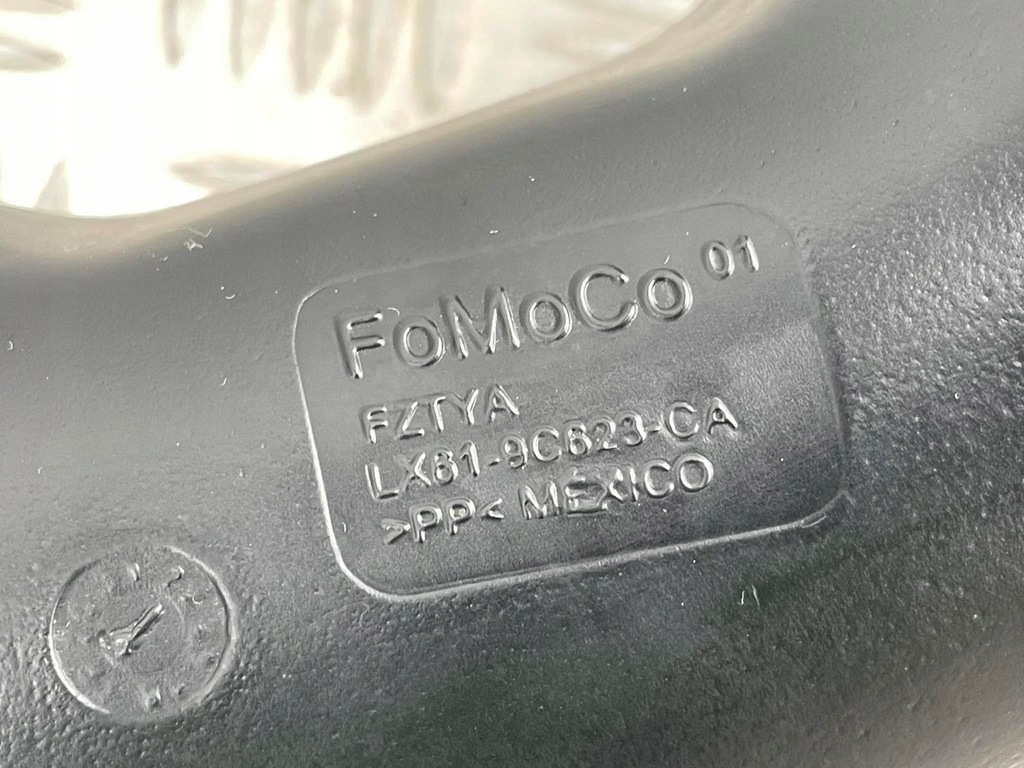 FoMoCo 01
FZTYA
LX61-9C623-CA
>PP< MEXICO